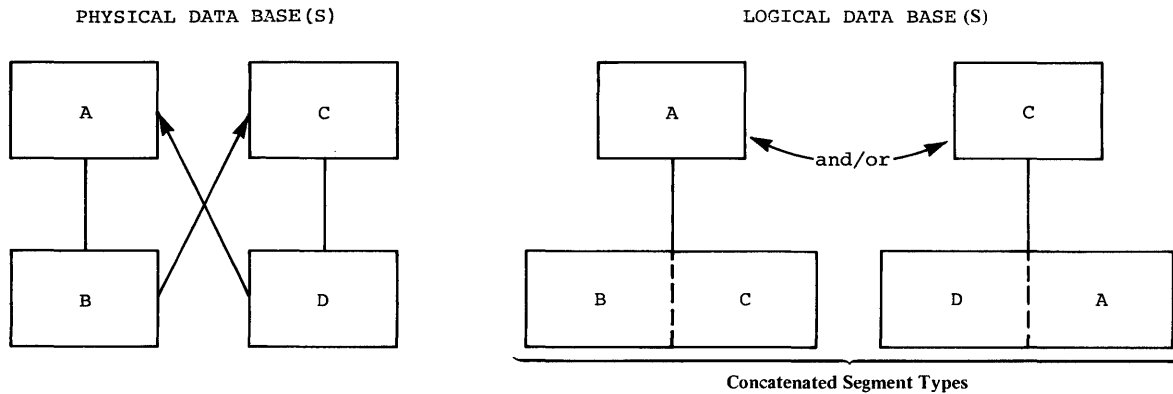 PHYSICAL DATA BASE(S)
LOGICAL DATA BASE (S)
A
C
A
C
and/or
B
D
B
C
D
A
Concatenated Segment Types